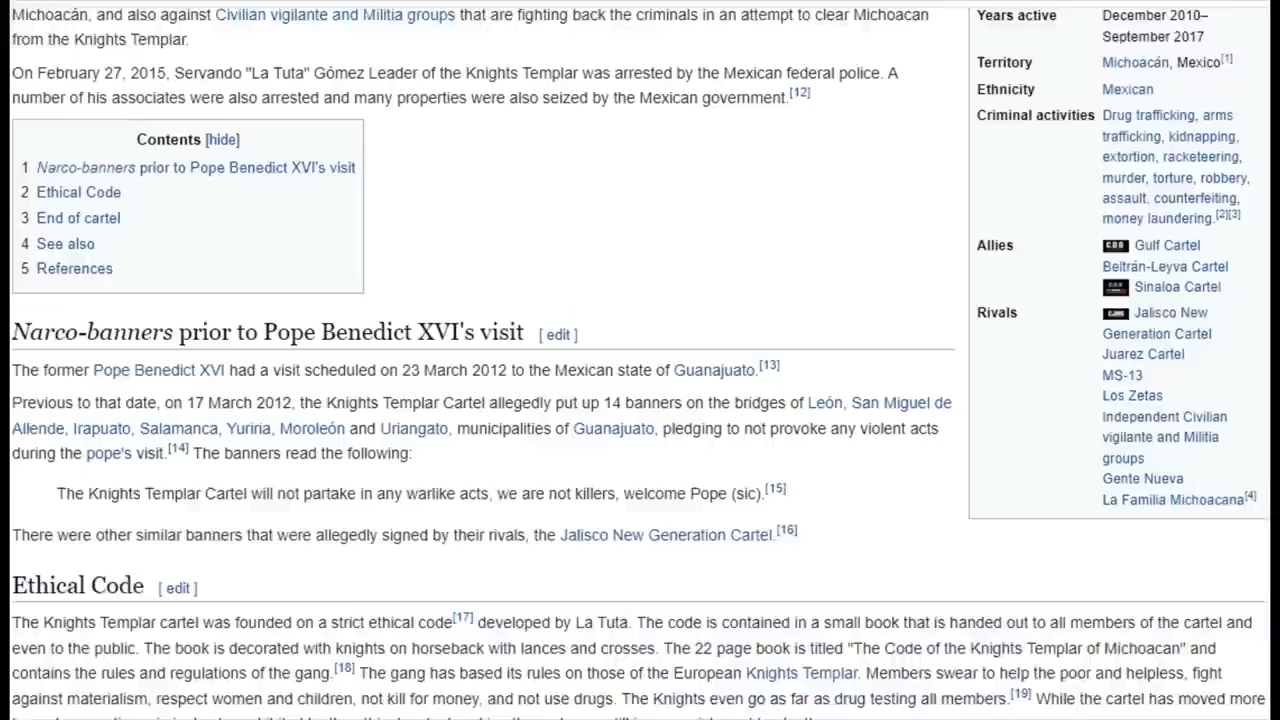 Michoacán, and also against Civilian vigilante and Militia groups that are fighting back the criminals in an attempt to clear Michoacan
from the Knights Templar.
On February 27, 2015, Servando "La Tuta" Gómez Leader of the Knights Templar was arrested by the Mexican federal police. A
number of his associates were also arrested and many properties were also seized by the Mexican government.[12]
Contents [hide]
1 Narco-banners prior to Pope Benedict XVI's visit
2 Ethical Code
3 End of cartel
4 See also
5 References
Narco-banners prior to Pope Benedict XVI's visit [ edit ]
The former Pope Benedict XVI had a visit scheduled on 23 March 2012 to the Mexican state of Guanajuato.[13]
Previous to that date, on 17 March 2012, the Knights Templar Cartel allegedly put up 14 banners on the bridges of León, San Miguel de
Allende, Irapuato, Salamanca, Yuriria, Moroleón and Uriangato, municipalities of Guanajuato, pledging to not provoke any violent acts
during the pope's visit.[14] The banners read the following:
The Knights Templar Cartel will not partake in any warlike acts, we are not killers, welcome Pope (sic).[15]
There were other similar banners that were allegedly signed by their rivals, the Jalisco New Generation Cartel.[16]
Ethical Code [ edit ]
The Knights Templar cartel was founded on a strict ethical code[17] developed by La Tuta. The code is contained in a small book that is handed out to all members of the cartel and
even to the public. The book is decorated with knights on horseback with lances and crosses. The 22 page book is titled "The Code of the Knights Templar of Michoacan" and
contains the rules and regulations of the gang.[18] The gang has based its rules on those of the European Knights Templar. Members swear to help the poor and helpless, fight
against materialism, respect women and children, not kill for money, and not use drugs. The Knights even go as far as drug testing all members.[19] While the cartel has moved more
Years active December 2010–
September 2017
Territory Michoacán, Mexico[1]
Ethnicity Mexican
Criminal activities Drug trafficking, arms
trafficking, kidnapping,
extortion, racketeering,
murder, torture, robbery,
assault, counterfeiting,
money laundering.[2][3]
Allies Gulf Cartel
Beltrán-Leyva Cartel
Sinaloa Cartel
Rivals Jalisco New
Generation Cartel
Juarez Cartel
MS-13
Los Zetas
Independent Civilian
vigilante and Militia
groups
Gente Nueva
La Familia Michoacana[4]